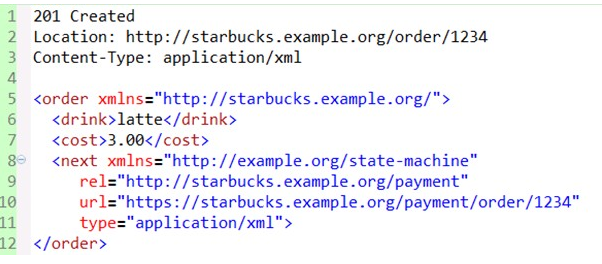 1 201 Created
2 Location: http://starbucks.example.org/order/1234
3 Content-Type: application/xml
4
5 <order xmlns="http://starbucks.example.org/">
6   <drink>latte</drink>
7   <cost>3.00</cost>
8   <next xmlns="http://example.org/state-machine"
9      rel="http://starbucks.example.org/payment"
10      url="https://starbucks.example.org/payment/order/1234"
11      type="application/xml">
12 </order>